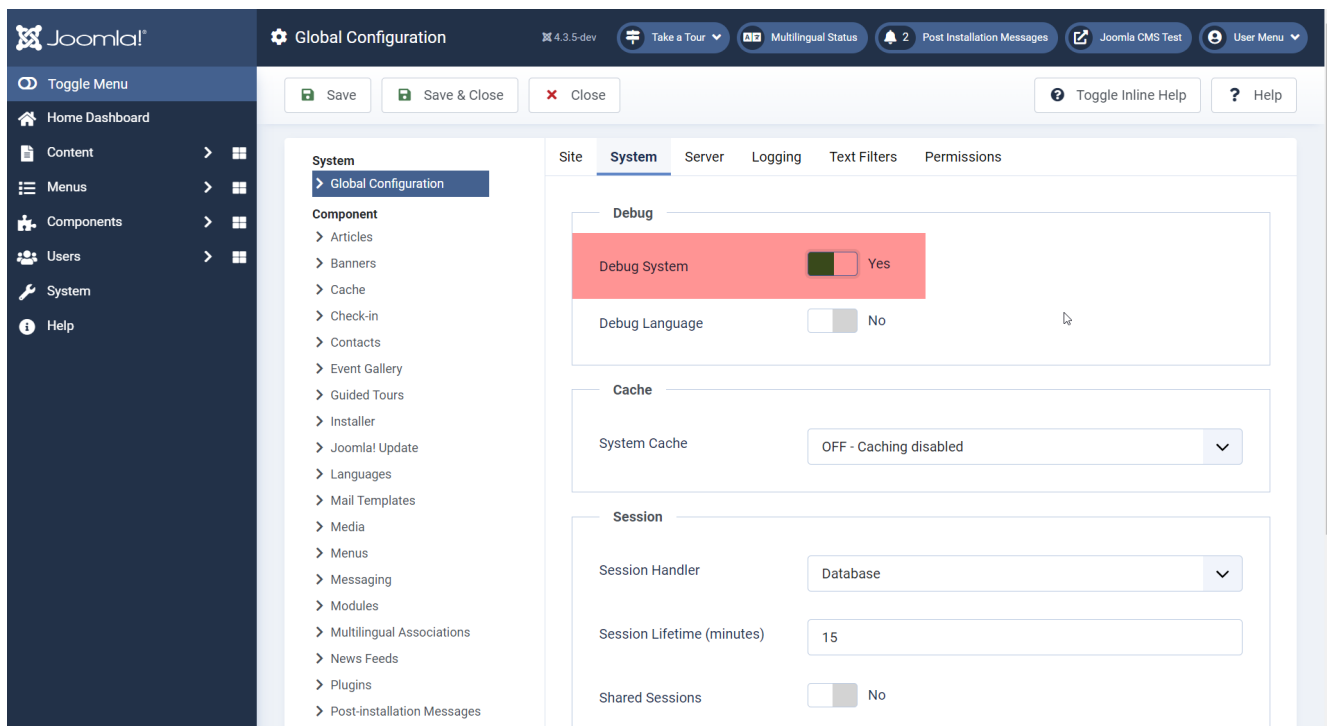 Joomla!®
Global Configuration
4.3.5-dev
Take a Tour
Multilingual Status
2 Post Installation Messages
Joomla CMS Test
User Menu
Toggle Menu
Home Dashboard
Content
Menus
Components
Users
System
Help
Save
Save & Close
Close
Toggle Inline Help
? Help
System
Global Configuration
Component
Articles
Banners
Cache
Check-in
Contacts
Event Gallery
Guided Tours
Installer
Joomla! Update
Languages
Mail Templates
Media
Menus
Messaging
Modules
Multilingual Associations
News Feeds
Plugins
Post-installation Messages
Site System Server Logging Text Filters Permissions
Debug
Debug System Yes
Debug Language No
Cache
System Cache OFF - Caching disabled
Session
Session Handler Database
Session Lifetime (minutes) 15
Shared Sessions No